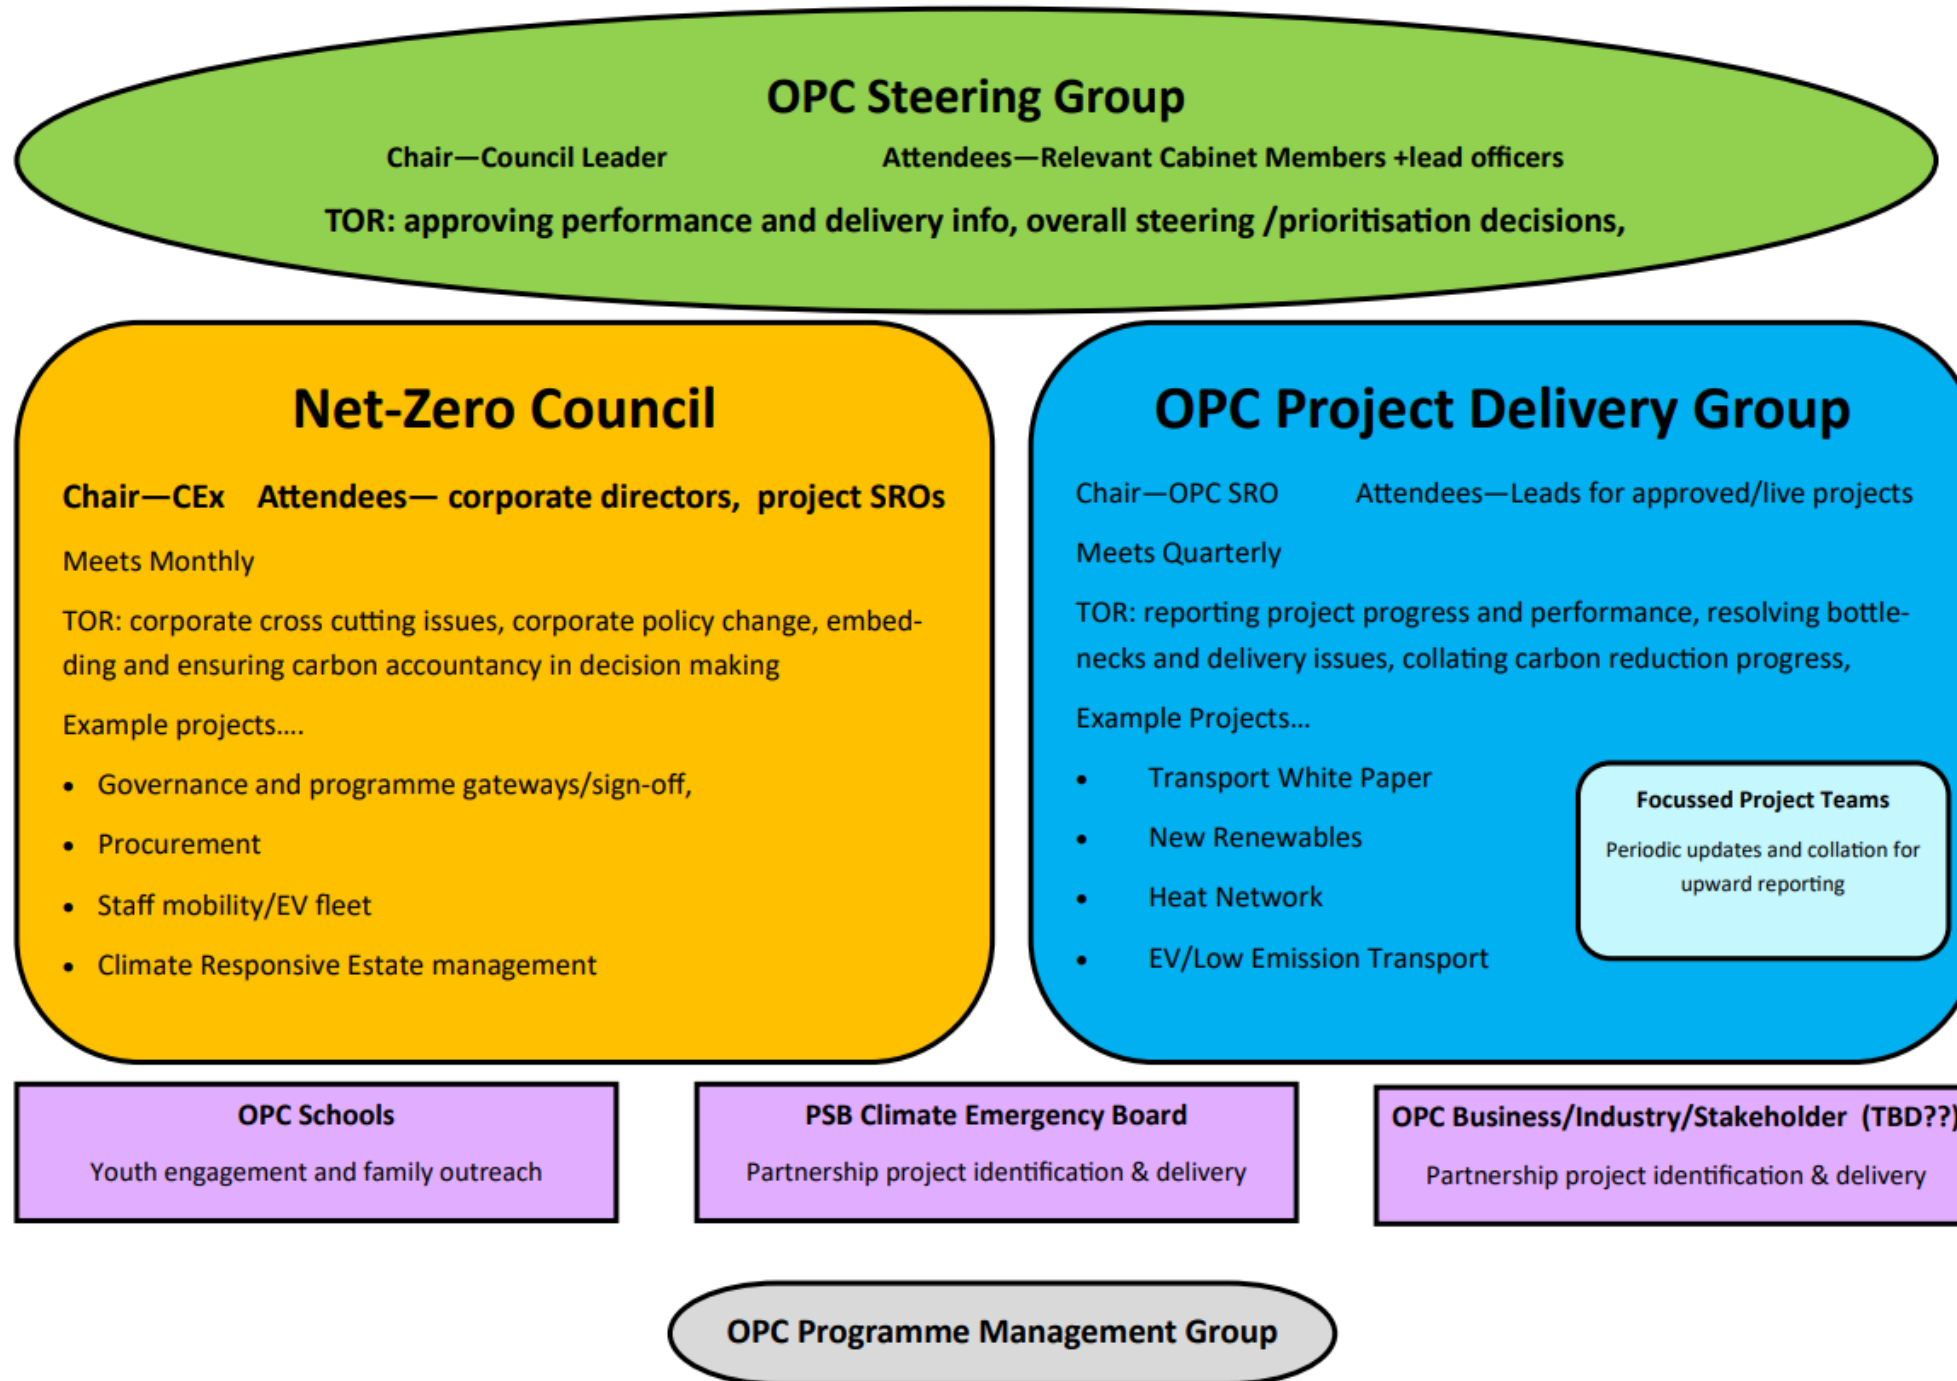 OPC Steering Group
Chair—Council Leader Attendees—Relevant Cabinet Members +lead officers
TOR: approving performance and delivery info, overall steering /prioritisation decisions,
Net-Zero Council
Chair—CEx Attendees— corporate directors, project SROs
Meets Monthly
TOR: corporate cross cutting issues, corporate policy change, embed-
ding and ensuring carbon accountancy in decision making
Example projects....
• Governance and programme gateways/sign-off,
• Procurement
• Staff mobility/EV fleet
• Climate Responsive Estate management
OPC Project Delivery Group
Chair—OPC SRO Attendees—Leads for approved/live projects
Meets Quarterly
TOR: reporting project progress and performance, resolving bottle-
necks and delivery issues, collating carbon reduction progress,
Example Projects...
• Transport White Paper
• New Renewables
• Heat Network
• EV/Low Emission Transport
Focussed Project Teams
Periodic updates and collation for
upward reporting
OPC Schools
Youth engagement and family outreach
PSB Climate Emergency Board
Partnership project identification & delivery
OPC Business/Industry/Stakeholder (TBD??)
Partnership project identification & delivery
OPC Programme Management Group